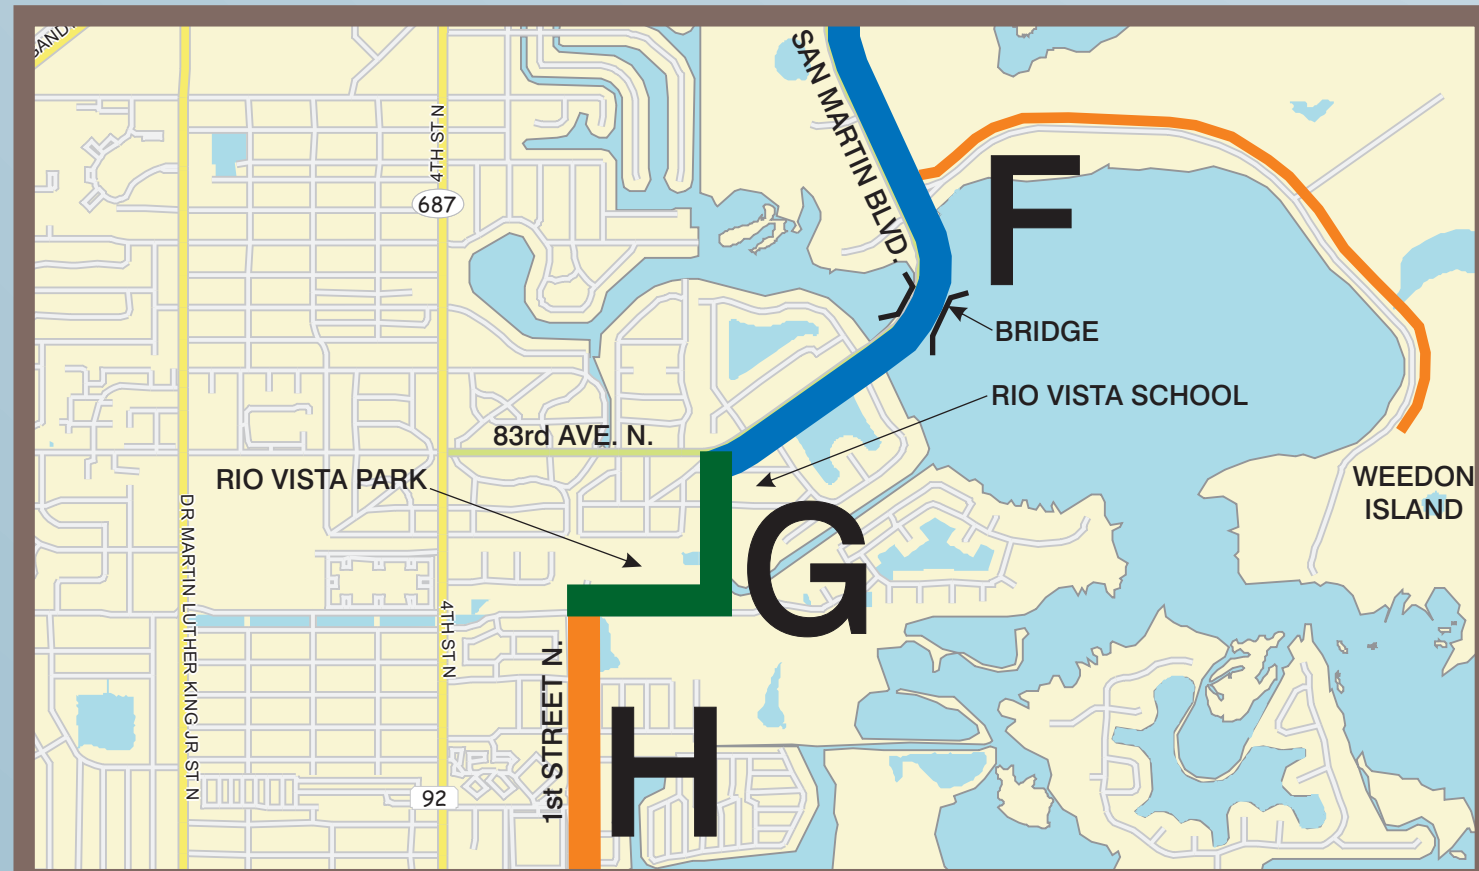 SAN MARTIN BLVD.
4TH ST N
687
F
BRIDGE
RIO VISTA SCHOOL
83rd AVE. N.
RIO VISTA PARK
WEEDON
ISLAND
DR MARTIN LUTHER KING JR ST N
G
4TH ST N
1st STREET N.
H
92